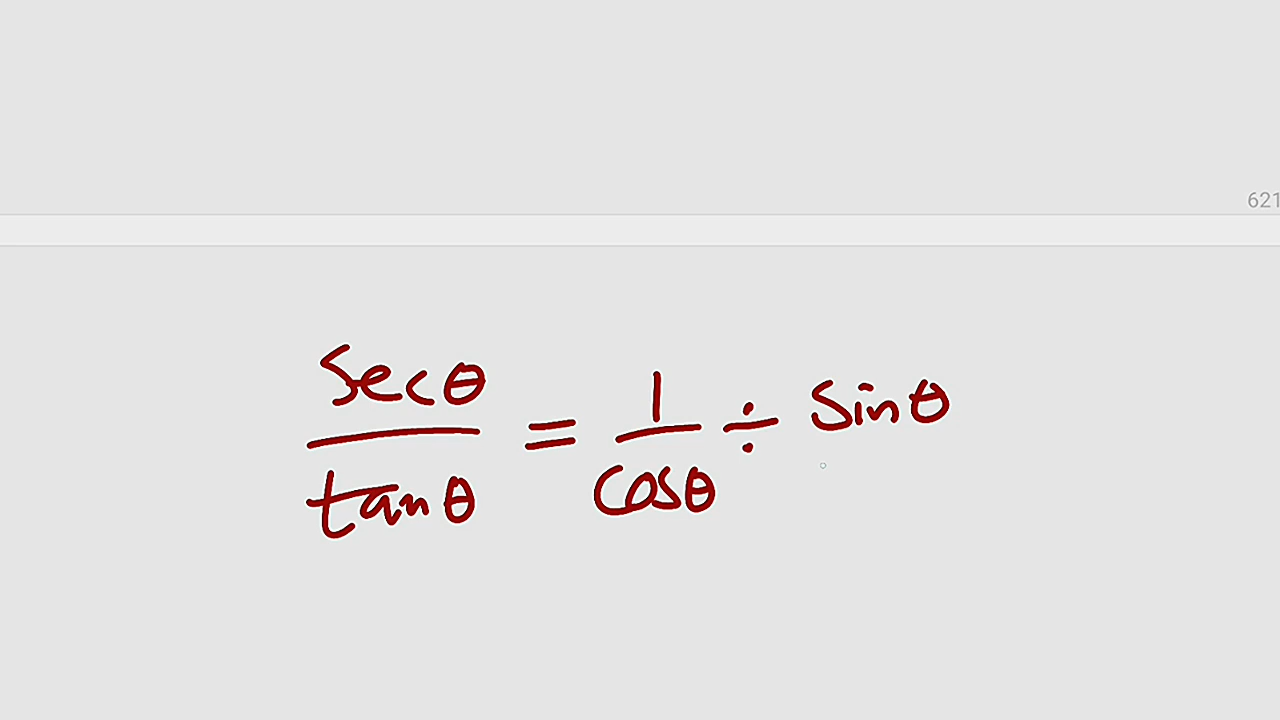 621
secθ/tanθ = 1/cosθ ÷ sinθ